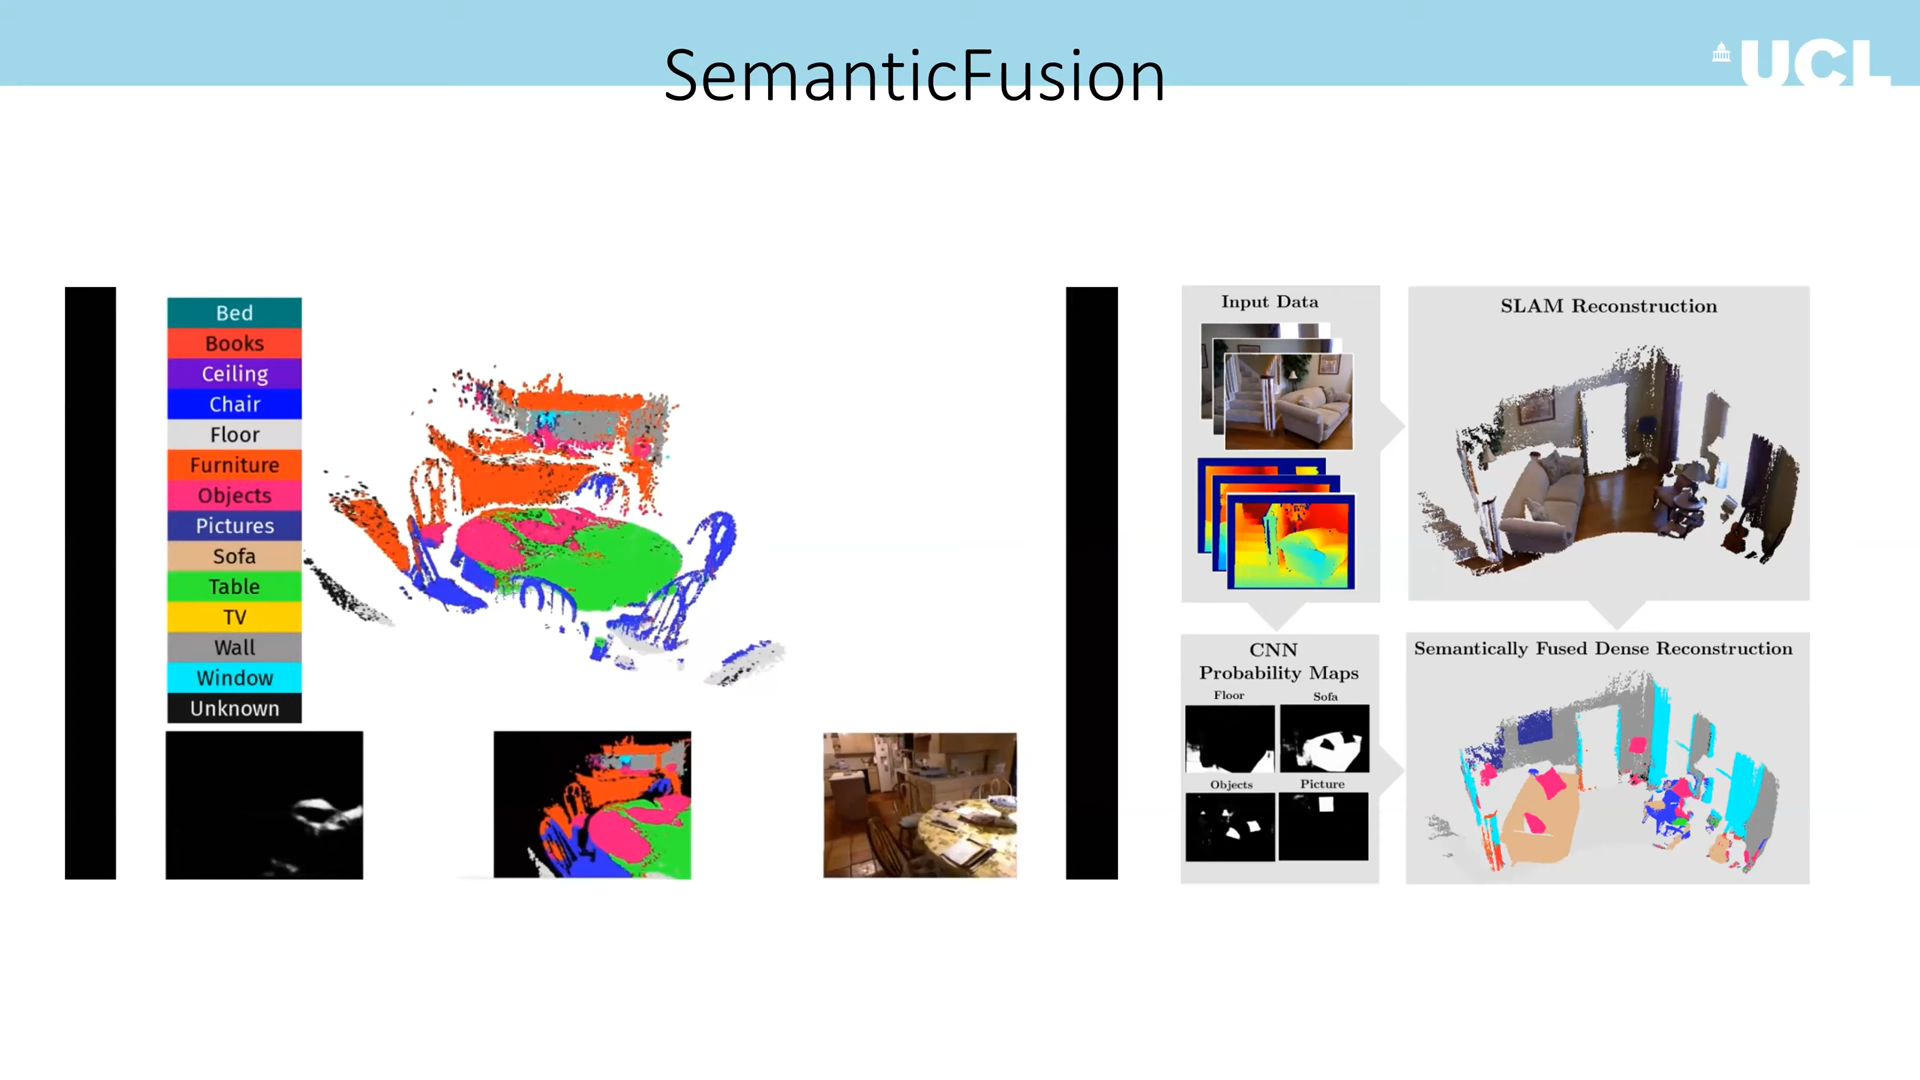 SemanticFusion
UCL
Bed
Books
Ceiling
Chair
Floor
Furniture
Objects
Pictures
Sofa
Table
TV
Wall
Window
Unknown
Input Data
SLAM Reconstruction
CNN
Probability Maps
Floor
Sofa
Objects
Picture
Semantically Fused Dense Reconstruction